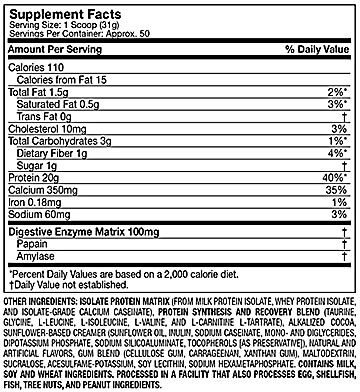 Supplement Facts
Serving Size: 1 Scoop (31g)
Servings Per Container: Approx. 50
Amount Per Serving % Daily Value
Calories 110
Calories from Fat 15
Total Fat 1.5g 2%*
Saturated Fat 0.5g 3%*
Trans Fat 0g †
Cholesterol 10mg 3%
Total Carbohydrates 3g 1%*
Dietary Fiber 1g 4%*
Sugar 1g †
Protein 20g 40%*
Calcium 350mg 35%
Iron 0.18mg 1%
Sodium 60mg 3%
Digestive Enzyme Matrix 100mg †
Papain †
Amylase †
*Percent Daily Values are based on a 2,000 calorie diet.
†Daily Value not established.
OTHER INGREDIENTS: ISOLATE PROTEIN MATRIX (FROM MILK PROTEIN ISOLATE, WHEY PROTEIN ISOLATE,
AND ISOLATE-GRADE CALCIUM CASEINATE), PROTEIN SYNTHESIS AND RECOVERY BLEND (TAURINE,
GLYCINE, L-LEUCINE, L-ISOLEUCINE, L-VALINE, AND L-CARNITINE L-TARTRATE), ALKALIZED COCOA,
SUNFLOWER-BASED CREAMER (SUNFLOWER OIL, INULIN, SODIUM CASEINATE, MONO- AND DIGLYCERIDES,
DIPOTASSIUM PHOSPHATE, SODIUM SILICOALUMINATE, TOCOPHEROLS [AS PRESERVATIVE]), NATURAL AND
ARTIFICIAL FLAVORS, GUM BLEND (CELLULOSE GUM, CARRAGEENAN, XANTHAN GUM), MALTODEXTRIN,
SUCRALOSE, ACESULFAME-POTASSIUM, SOY LECITHIN, SODIUM HEXAMETAPHOSPHATE. CONTAINS MILK,
SOY AND WHEAT INGREDIENTS. PROCESSED IN A FACILITY THAT ALSO PROCESSES EGG, SHELLFISH,
FISH, TREE NUTS, AND PEANUT INGREDIENTS.